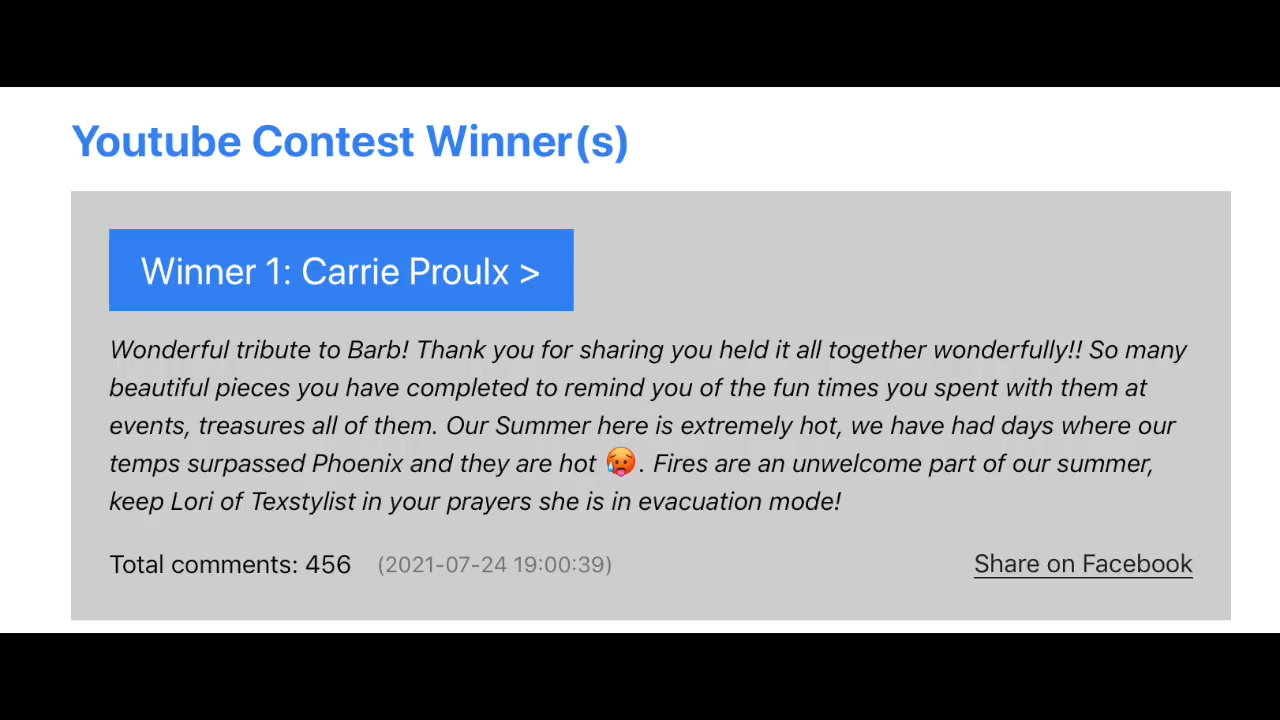 Youtube Contest Winner(s)
Winner 1: Carrie Proulx >
Wonderful tribute to Barb! Thank you for sharing you held it all together wonderfully!! So many
beautiful pieces you have completed to remind you of the fun times you spent with them at
events, treasures all of them. Our Summer here is extremely hot, we have had days where our
temps surpassed Phoenix and they are hot 🥵. Fires are an unwelcome part of our summer,
keep Lori of Texstylist in your prayers she is in evacuation mode!
Total comments: 456 (2021-07-24 19:00:39) Share on Facebook